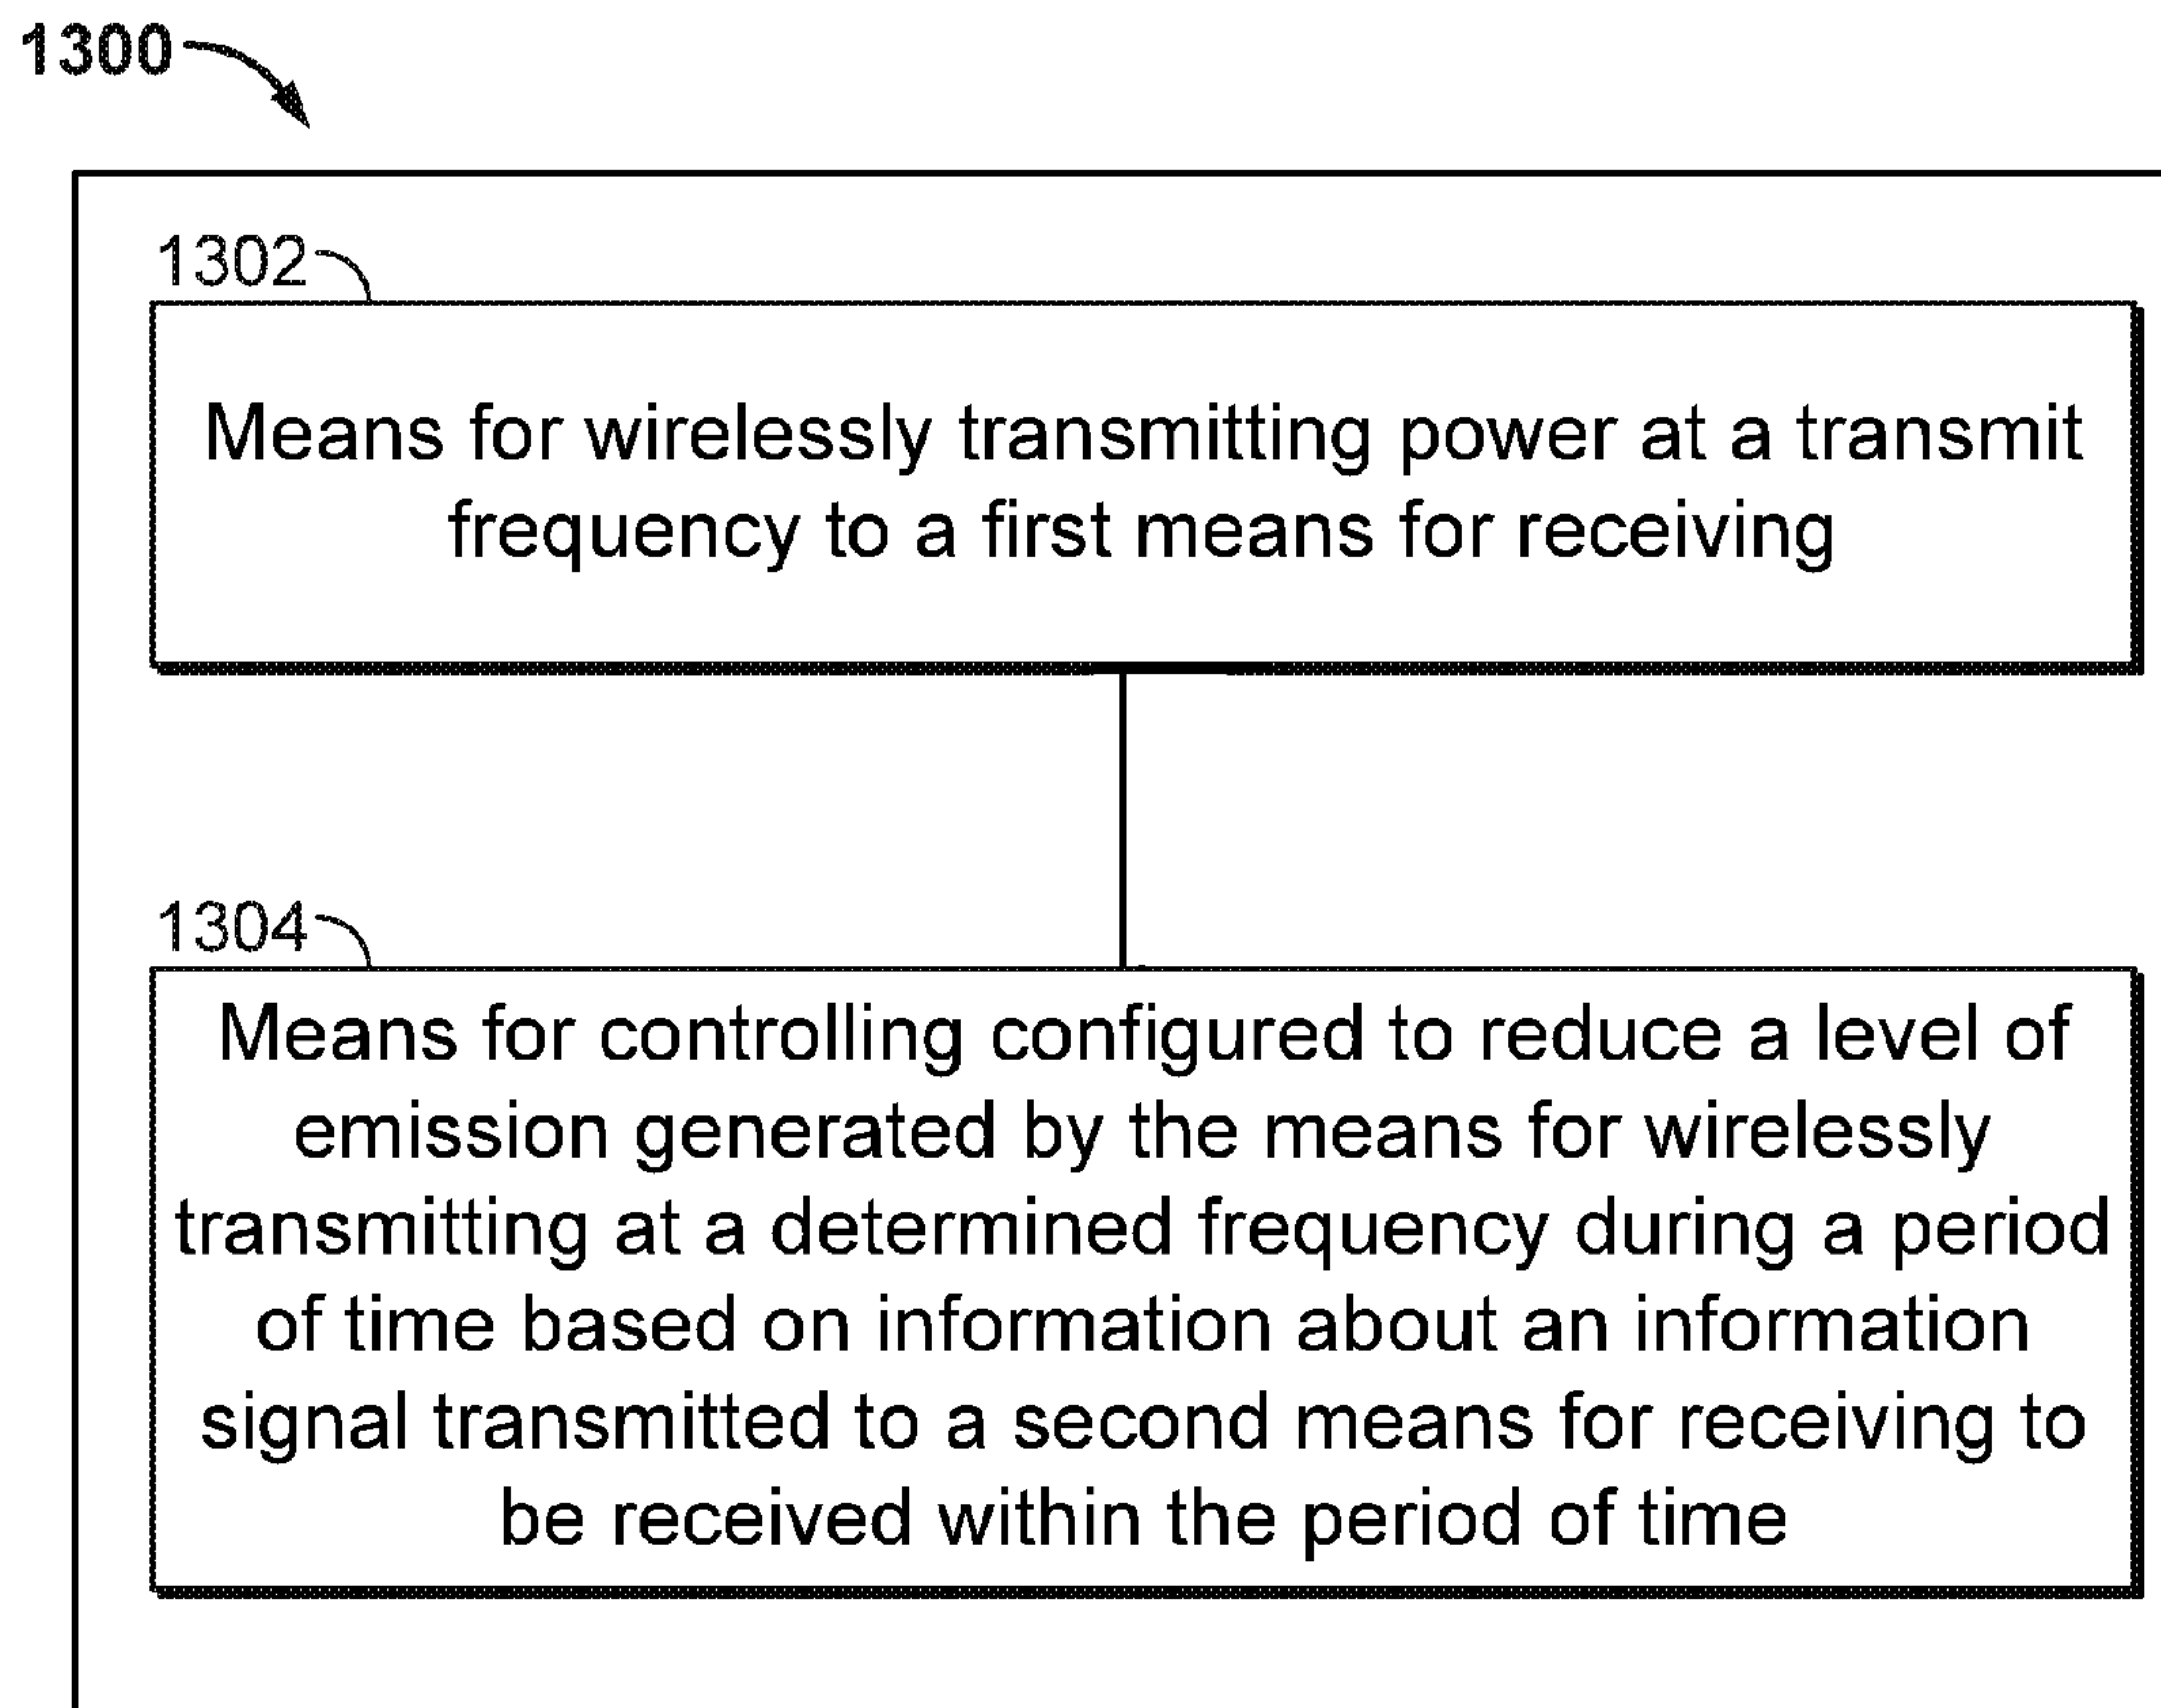 1300
1302
Means for wirelessly transmitting power at a transmit
frequency to a first means for receiving
1304
Means for controlling configured to reduce a level of
emission generated by the means for wirelessly
transmitting at a determined frequency during a period
of time based on information about an information
signal transmitted to a second means for receiving to
be received within the period of time